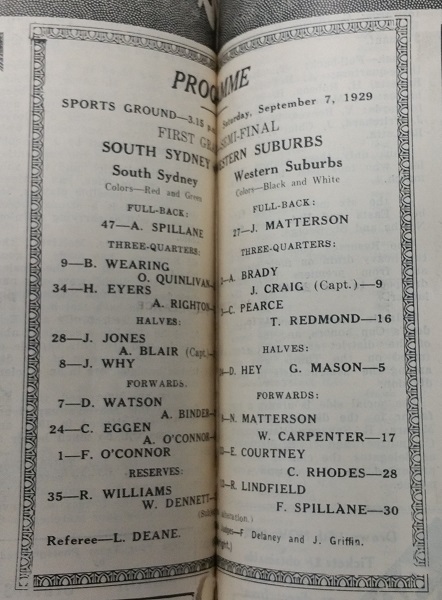 PROGRAMME
SPORTS GROUND—3.15 Saturday, September 7, 1929
FIRST GRADE SEMI-FINAL
SOUTH SYDNEY
WESTERN SUBURBS
South Sydney
Colors—Red and Green
FULL-BACK:
47—A. SPILLANE
THREE-QUARTERS:
9—B. WEARING
O. QUINLIVAN
34—H. EYERS
A. RIGHTON
HALVES:
28—J. JONES
A. BLAIR (Capt.)
8—J. WHY
FORWARDS.
7—D. WATSON
A. BINDER
24—C. EGGEN
A. O'CONNOR
1—F. O'CONNOR
RESERVES:
35—R. WILLIAMS
W. DENNETT
Referee—L. DEANE.
Western Suburbs
Colors—Black and White
FULL-BACK:
27—J. MATTERSON
THREE-QUARTERS:
A. BRADY
J. CRAIG (Capt.)—9
C. PEARCE
T. REDMOND—16
HALVES:
D. HEY G. MASON—5
FORWARDS:
N. MATTERSON
W. CARPENTER—17
E. COURTNEY
C. RHODES—28
R. LINDFIELD
F. SPILLANE—30
alteration.)
F. Delaney and J. Griffin.